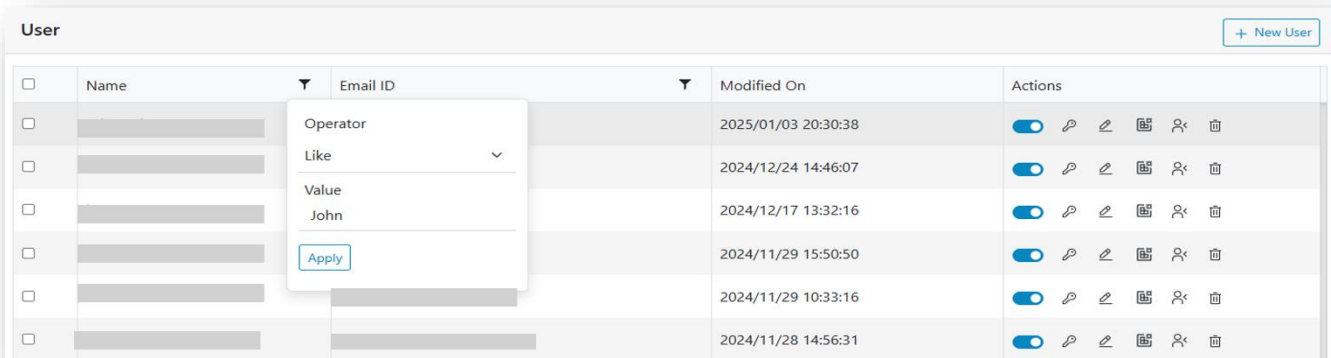 User
+ New User
Name Email ID Modified On Actions
Operator
2025/01/03 20:30:38
Like
2024/12/24 14:46:07
Value
John
2024/12/17 13:32:16
Apply
2024/11/29 15:50:50
2024/11/29 10:33:16
2024/11/28 14:56:31